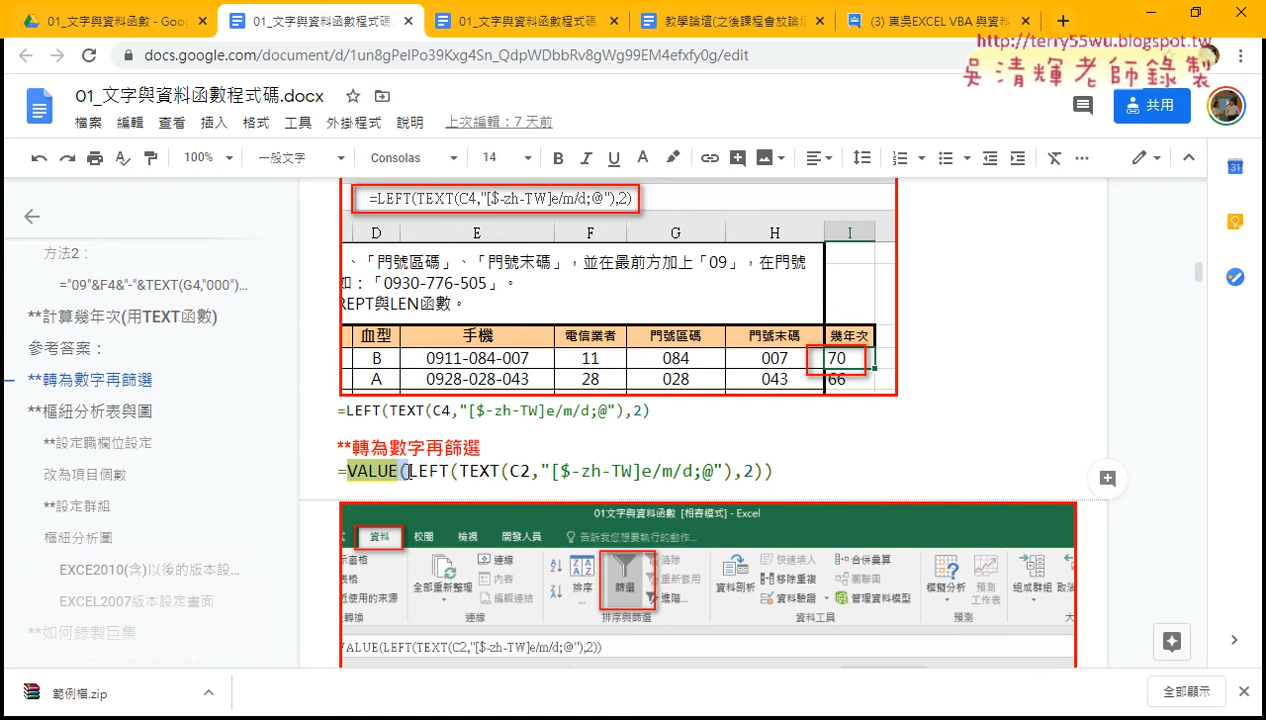 01_文字與資料函數 - Goo
01_文字與資料函數程式碼.
01_文字與資料函數程式碼
教學論壇(之後課程會放論壇
(3) 東吳EXCEL VBA 與資料
docs.google.com/document/d/1un8gPelPo39Kxg4Sn_QdpWDbbRv8gWg99EM4efxfy0g/edit
http://terry55wu.blogspot.tw
吳清輝老師錄製
01_文字與資料函數程式碼.docx
共用
檔案 編輯 查看 插入 格式 工具 外掛程式 說明 上次編輯：7 天前
100% 一般文字 Consolas 14 B I U A
31
方法2：
="09"&F4&"-"&TEXT(G4,"000")...
**計算幾年次(用TEXT函數)
參考答案：
**轉為數字再篩選
**樞紐分析表與圖
**設定職欄位設定
改為項目個數
**設定群組
樞紐分析圖
EXCE2010(含)以後的版本設...
EXCEL2007版本設定畫面
**如何錄製巨集
=LEFT(TEXT(C4,"[$-zh-TW]e/m/d;@"),2)
D E F G H I
、「門號區碼」、「門號末碼」，並在最前方加上「09」，在門號
如：「0930-776-505」。
REPT與LEN函數。
血型 手機 電信業者 門號區碼 門號末碼 幾年次
B 0911-084-007 11 084 007 70
A 0928-028-043 28 028 043 66
=LEFT(TEXT(C4,"[$-zh-TW]e/m/d;@"),2)
**轉為數字再篩選
=VALUE(LEFT(TEXT(C2,"[$-zh-TW]e/m/d;@"),2))
01文字與資料函數 [相容模式] - Excel
資料 校閱 檢視 開發人員 告訴我您想要執行的動作...
示窗格 連線 清除 快速填入 合併彙算
表格 全部重新整理 內容 排序 篩選 重新套用 資料剖析 移除重複 關聯圖 模擬分析 預測工作表 組成群組 取消
近使用的來源 編輯連結 進階... 資料驗證 管理資料模型
轉換 連線 排序與篩選 資料工具 預測 大
VALUE(LEFT(TEXT(C2,"[$-zh-TW]e/m/d;@"),2))
範例檔.zip
全部顯示